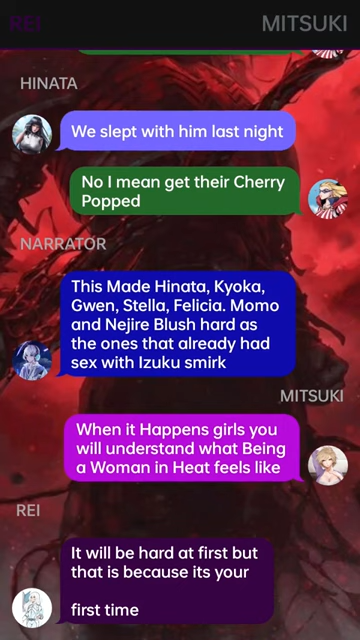 REI
MITSUKI
HINATA
We slept with him last night
No I mean get their Cherry
Popped
NARRATOR
This Made Hinata, Kyoka,
Gwen, Stella, Felicia. Momo
and Nejire Blush hard as
the ones that already had
sex with Izuku smirk
MITSUKI
When it Happens girls you
will understand what Being
a Woman in Heat feels like
REI
It will be hard at first but
that is because its your
first time